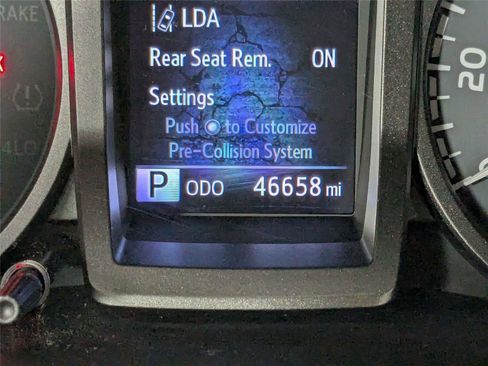 BRAKE
LDA
Rear Seat Rem. ON
Settings
Push to Customize
Pre-Collision System
P ODO 46658 mi
4LO
20